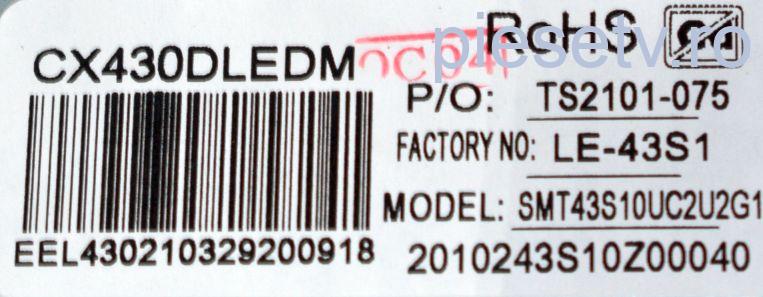 RoHS
piesetv.ro
CX430DLEDM
P/O: TS2101-075
FACTORY NO: LE-43S1
MODEL: SMT43S10UC2U2G1
EEL430210329200918
2010243S10Z00040